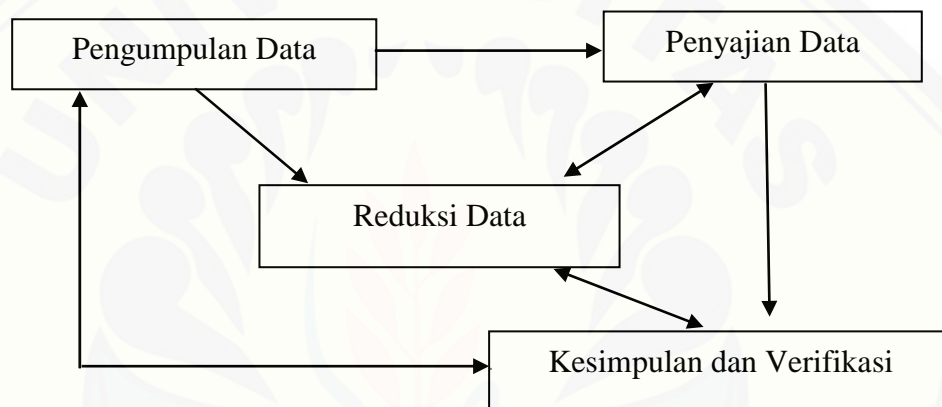 Pengumpulan Data
Penyajian Data
Reduksi Data
Kesimpulan dan Verifikasi